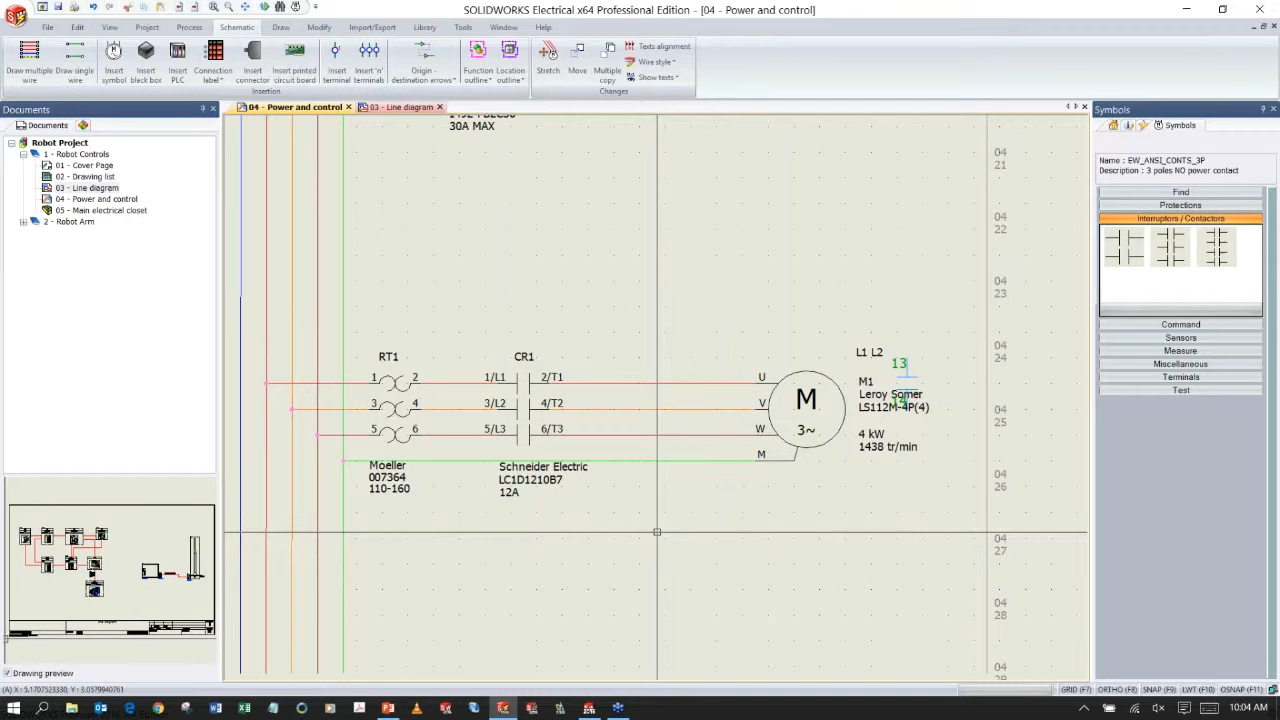 SOLIDWORKS Electrical x64 Professional Edition - [04 - Power and control]
File Edit View Project Process Schematic Draw Modify Import/Export Library Tools Window Help
Draw multiple wire
Draw single wire
Insert symbol
Insert black box
Insert PLC
Connection label
Insert connector
Insert printed circuit board
Insert terminal
Insert 'n' terminals
Origin - destination arrows
Function outline
Location outline
Stretch
Move
Multiple copy
Texts alignment
Wire style
Show texts
Insertion
Changes
Documents
04 - Power and control
03 - Line diagram
Symbols
Documents
Symbols
Robot Project
1 - Robot Controls
01 - Cover Page
02 - Drawing list
03 - Line diagram
04 - Power and control
05 - Main electrical closet
2 - Robot Arm
30A MAX
04
21
04
22
04
23
04
24
04
25
04
26
04
27
04
28
04
29
RT1
CR1
L1 L2
13
14
1 2 1/L1 2/T1 U
3 4 3/L2 4/T2 V
5 6 5/L3 6/T3 W
M
M
3~
M1
Leroy Somer
LS112M-4P(4)
4 kW
1438 tr/min
Moeller
007364
110-160
Schneider Electric
LC1D1210B7
12A
Name : EW_ANSI_CONTS_3P
Description : 3 poles NO power contact
Find
Protections
Interruptors / Contactors
Command
Sensors
Measure
Miscellaneous
Terminals
Test
Drawing preview
(A) X : 5.1707523330, Y : 3.0579940761
GRID (F7) ORTHO (F8) SNAP (F9) LWT (F10) OSNAP (F11)
10:04 AM